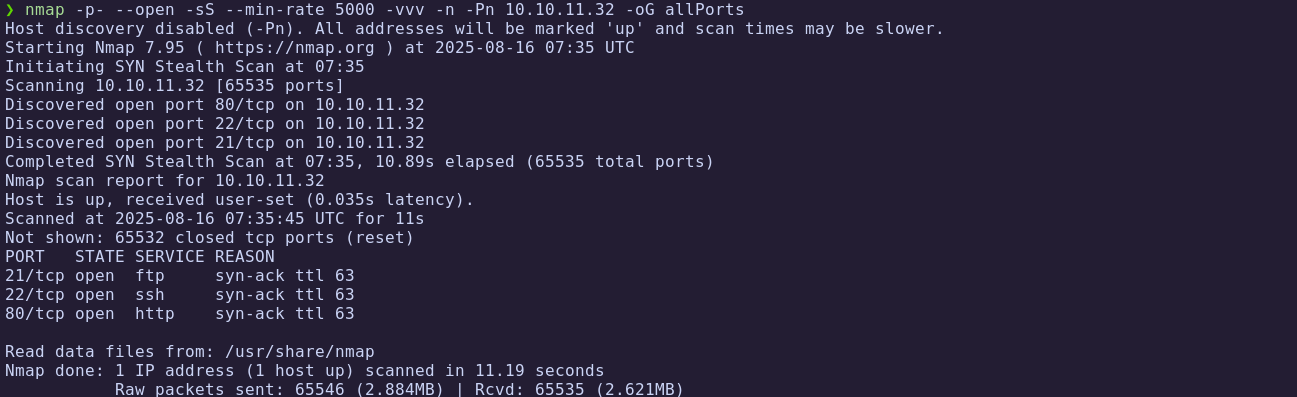 ❯ nmap -p- --open -sS --min-rate 5000 -vvv -n -Pn 10.10.11.32 -oG allPorts
Host discovery disabled (-Pn). All addresses will be marked 'up' and scan times may be slower.
Starting Nmap 7.95 ( https://nmap.org ) at 2025-08-16 07:35 UTC
Initiating SYN Stealth Scan at 07:35
Scanning 10.10.11.32 [65535 ports]
Discovered open port 80/tcp on 10.10.11.32
Discovered open port 22/tcp on 10.10.11.32
Discovered open port 21/tcp on 10.10.11.32
Completed SYN Stealth Scan at 07:35, 10.89s elapsed (65535 total ports)
Nmap scan report for 10.10.11.32
Host is up, received user-set (0.035s latency).
Scanned at 2025-08-16 07:35:45 UTC for 11s
Not shown: 65532 closed tcp ports (reset)
PORT   STATE SERVICE REASON
21/tcp open  ftp     syn-ack ttl 63
22/tcp open  ssh     syn-ack ttl 63
80/tcp open  http    syn-ack ttl 63

Read data files from: /usr/share/nmap
Nmap done: 1 IP address (1 host up) scanned in 11.19 seconds
           Raw packets sent: 65546 (2.884MB) | Rcvd: 65535 (2.621MB)